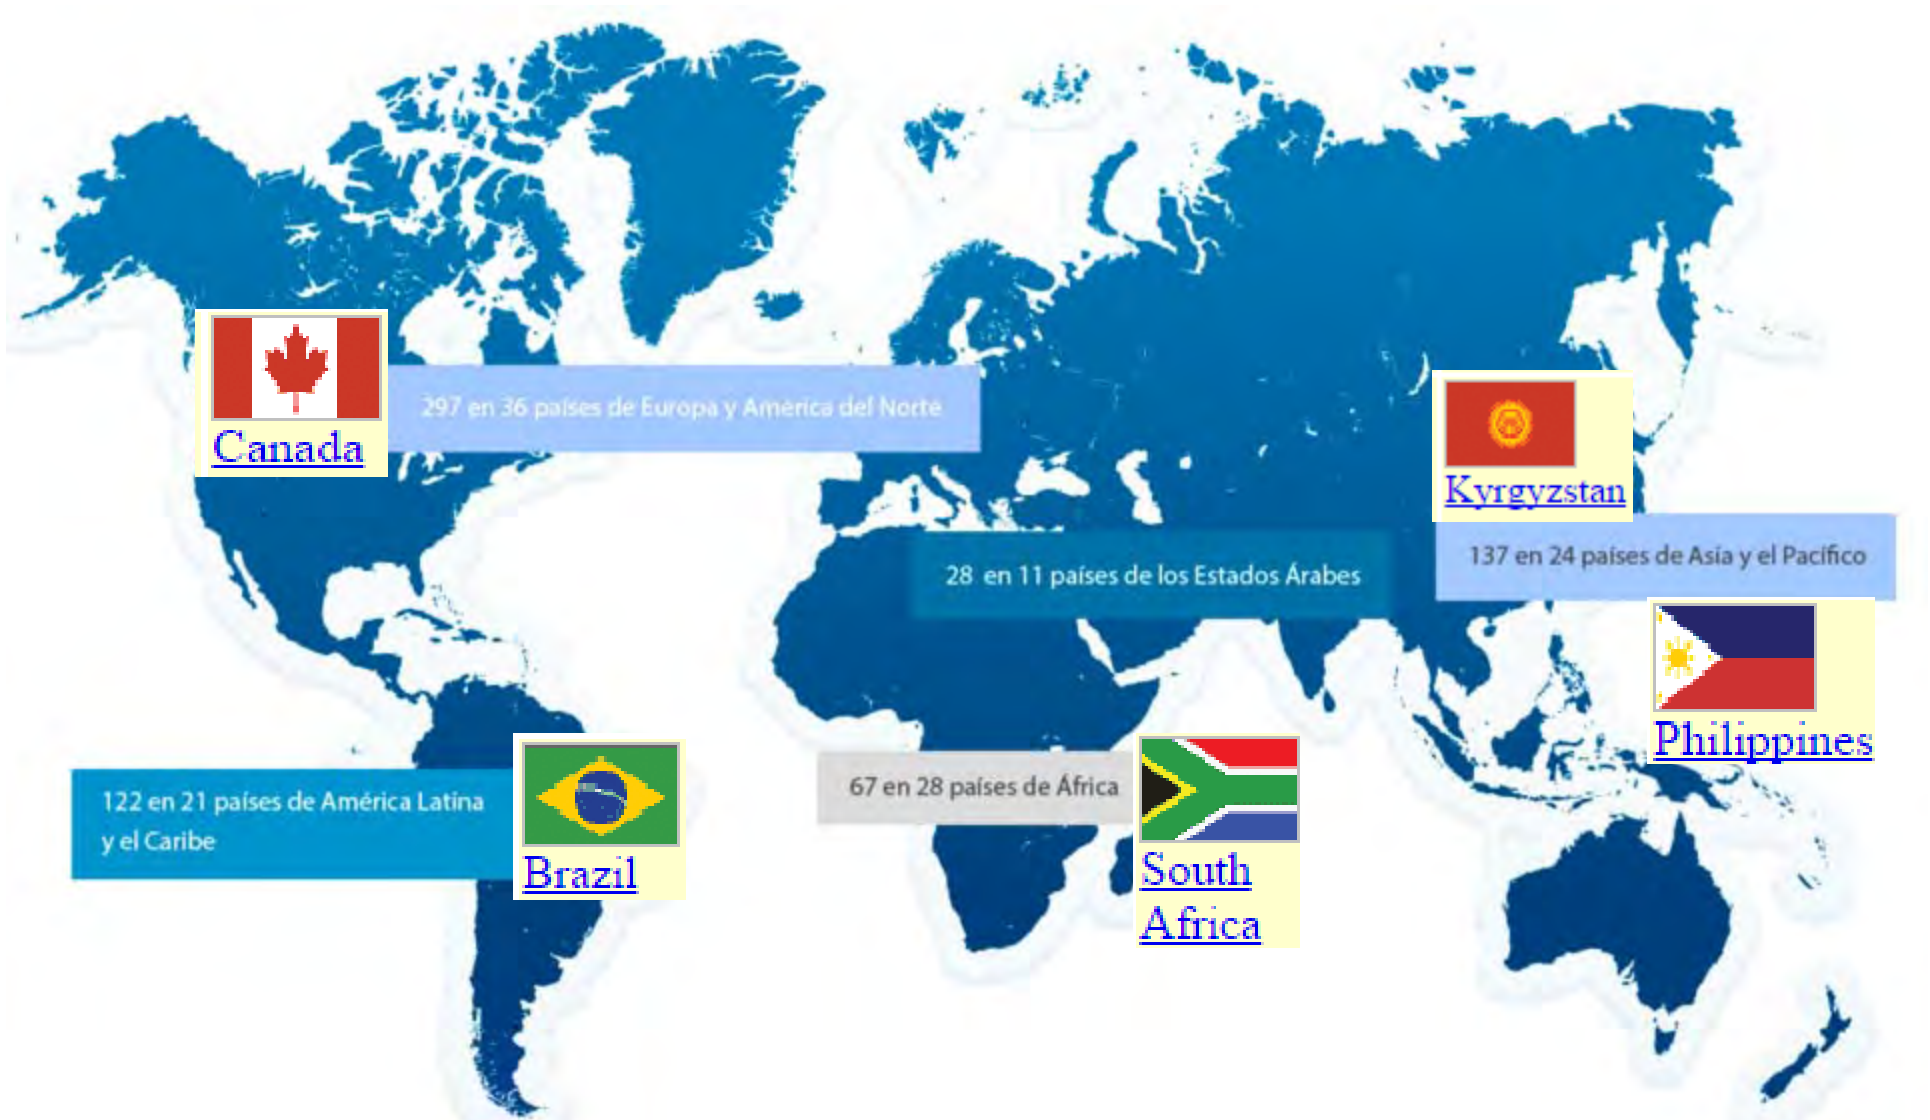 Canada
297 en 36 países de Europa y América del Norte
Kyrgyzstan
137 en 24 países de Asia y el Pacífico
28 en 11 países de los Estados Árabes
Philippines
122 en 21 países de América Latina
y el Caribe
Brazil
67 en 28 países de África
South
Africa